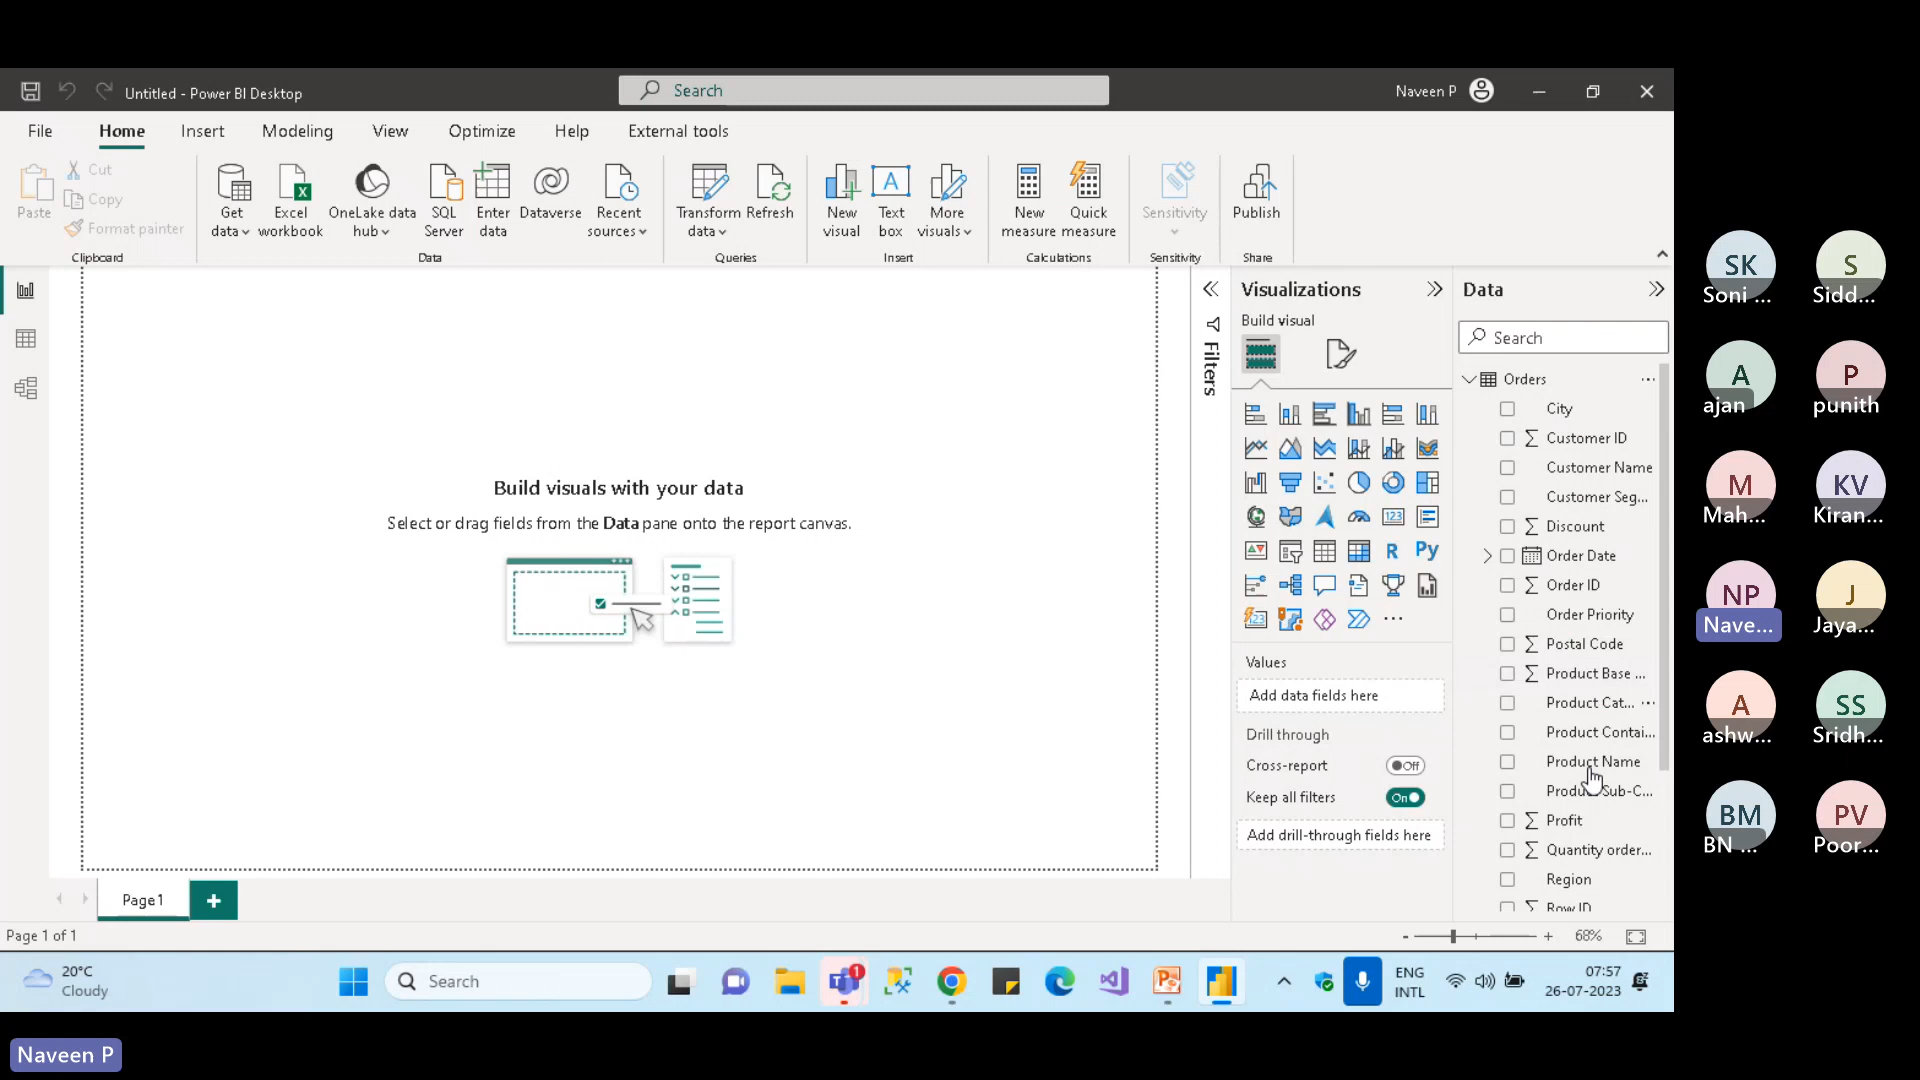 Untitled - Power BI Desktop
Search
Naveen P
File
Home
Insert
Modeling
View
Optimize
Help
External tools
Paste
Cut
Copy
Format painter
Clipboard
Get
data
Excel
workbook
OneLake data
hub
SQL
Server
Enter
data
Dataverse
Recent
sources
Data
Transform
data
Refresh
Queries
New
visual
Text
box
More
visuals
Insert
New
measure
Quick
measure
Calculations
Sensitivity
Sensitivity
Publish
Share
Build visuals with your data
Select or drag fields from the Data pane onto the report canvas.
Filters
Visualizations
Build visual
123
R
Py
123
Values
Add data fields here
Drill through
Cross-report
Off
Keep all filters
On
Add drill-through fields here
Data
Search
Orders
City
Customer ID
Customer Name
Customer Seg...
Discount
Order Date
Order ID
Order Priority
Postal Code
Product Base ...
Product Cat...
Product Contai...
Product Name
Product Sub-C...
Profit
Quantity order...
Region
Row ID
Page 1
Page 1 of 1
68%
20°C
Cloudy
Search
1
ENG
INTL
07:57
26-07-2023
SK
Soni ...
S
Sidd...
A
ajan
P
punith
M
Mah...
KV
Kiran...
NP
Nave...
J
Jaya...
A
ashw...
SS
Sridh...
BM
BN ...
PV
Poor...
Naveen P